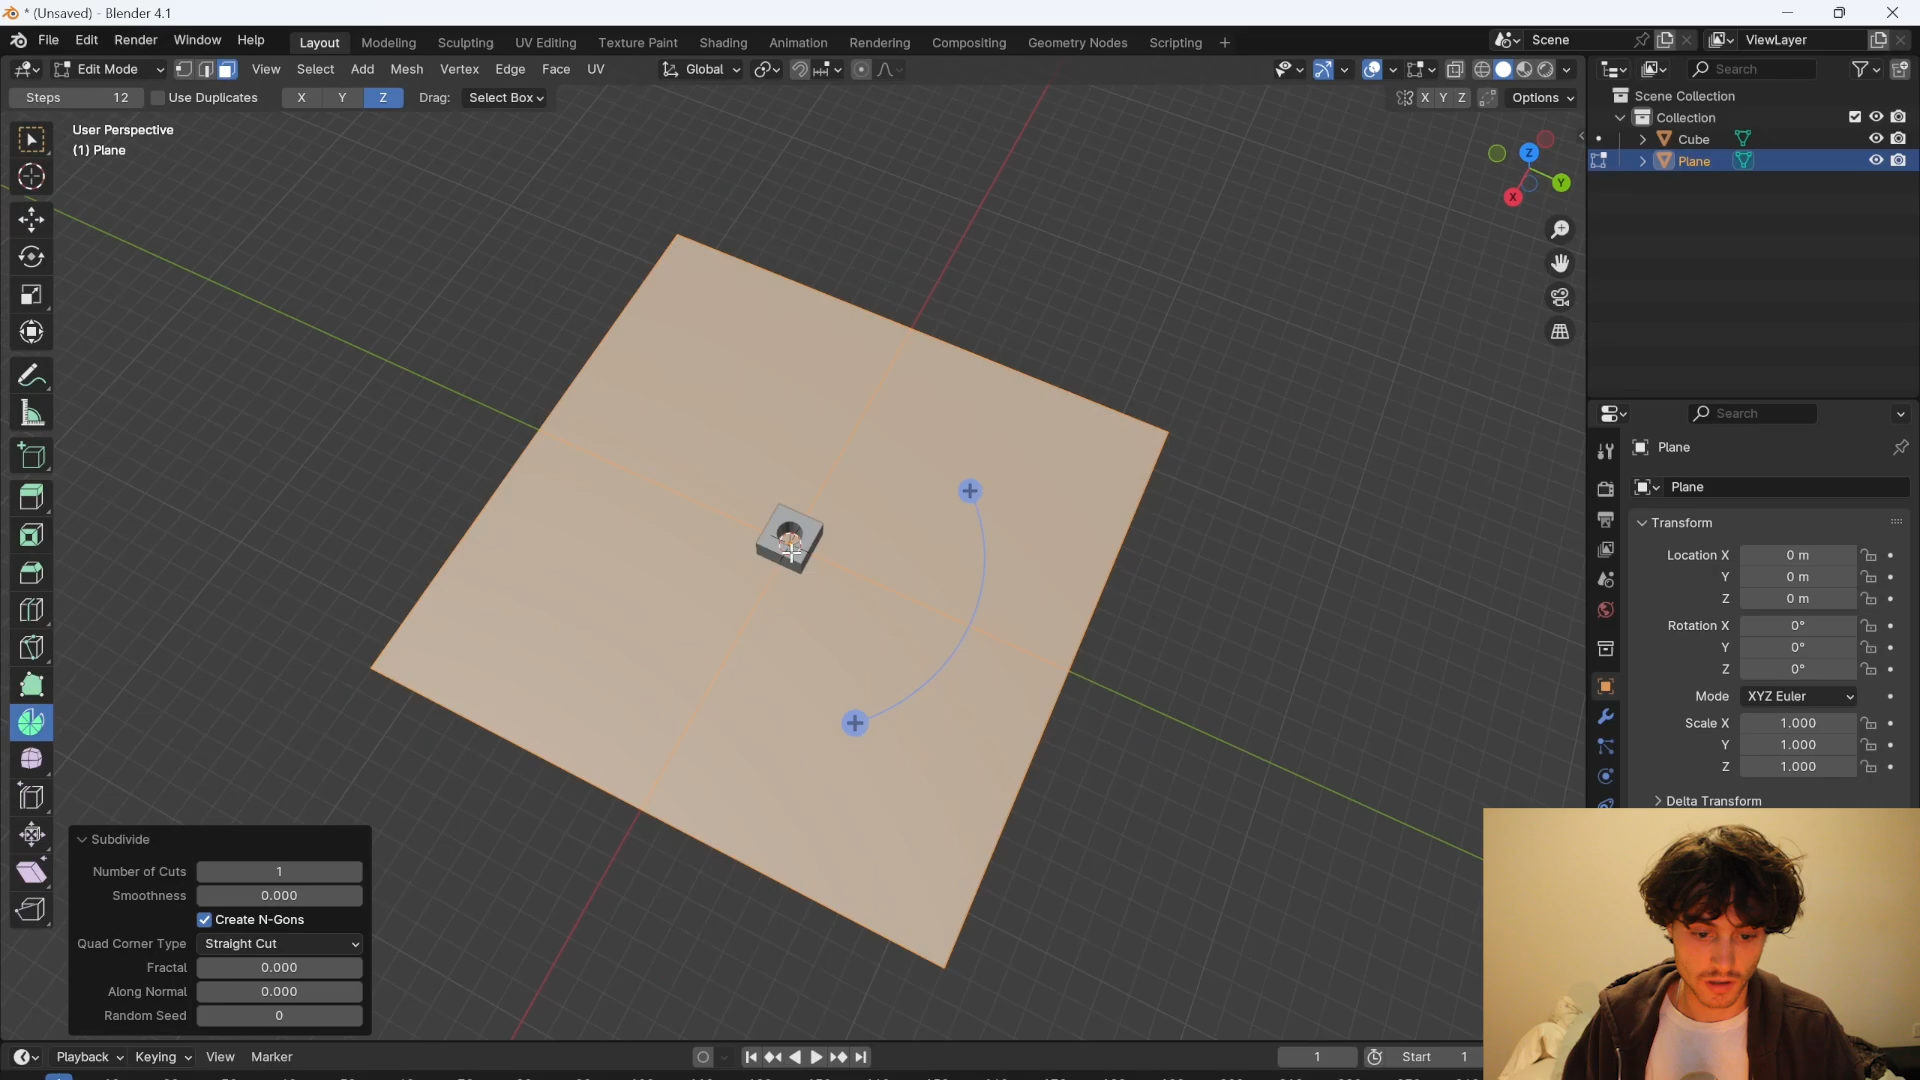 * (Unsaved) - Blender 4.1
File Edit Render Window Help Layout Modeling Sculpting UV Editing Texture Paint Shading Animation Rendering Compositing Geometry Nodes Scripting + Scene ViewLayer
Edit Mode View Select Add Mesh Vertex Edge Face UV Global Search
Steps 12 Use Duplicates X Y Z Drag: Select Box X Y Z Options
Scene Collection
Collection
Cube
Plane
User Perspective
(1) Plane
Z
Y
X
Search
Plane
Plane
Transform
Location X 0 m
Y 0 m
Z 0 m
Rotation X 0°
Y 0°
Z 0°
Mode XYZ Euler
Scale X 1.000
Y 1.000
Z 1.000
Delta Transform
Subdivide
Number of Cuts 1
Smoothness 0.000
Create N-Gons
Quad Corner Type Straight Cut
Fractal 0.000
Along Normal 0.000
Random Seed 0
Playback Keying View Marker 1 Start 1